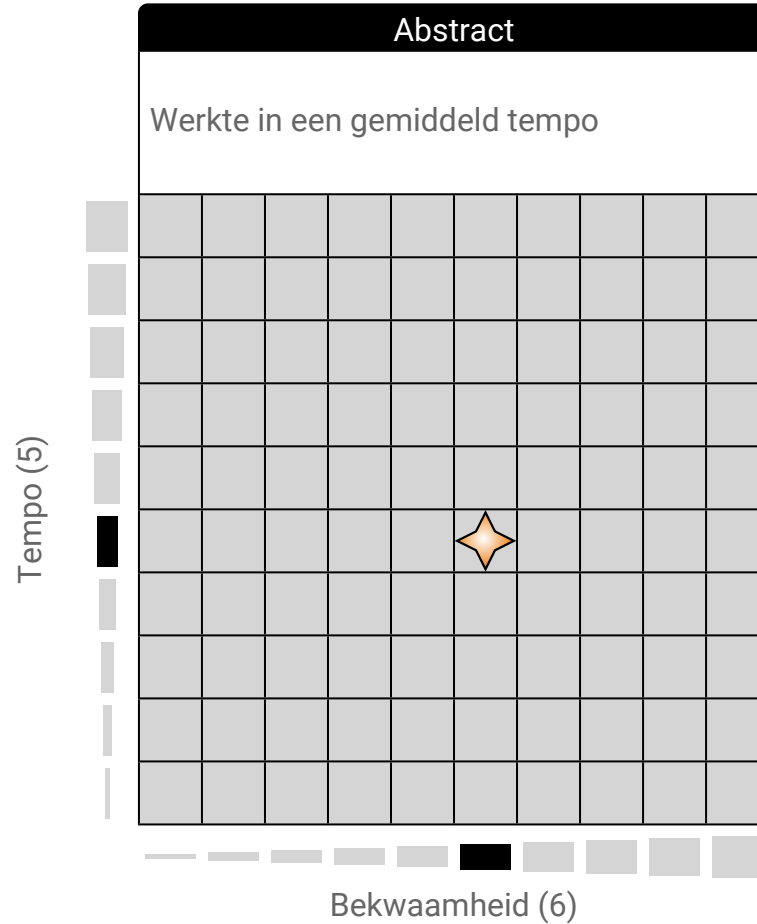 Abstract
Werkte in een gemiddeld tempo
Tempo (5)
Bekwaamheid (6)